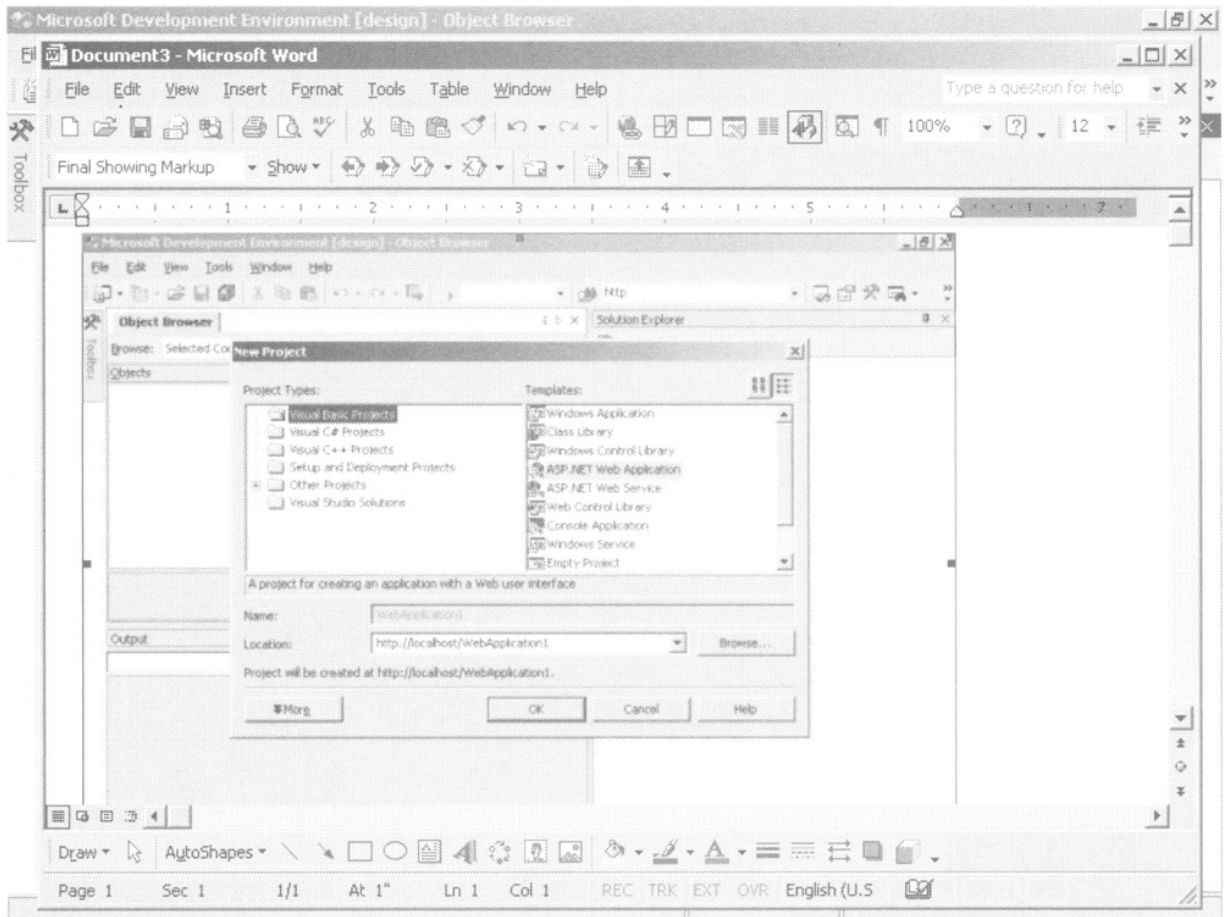 Microsoft Development Environment [design] - Object Browser
Document3 - Microsoft Word
File Edit View Insert Format Tools Table Window Help
Type a question for help
100%
12
Toolbox
Final Showing Markup Show
1 2 3 4 5 7
Microsoft Development Environment [design] - Object Browser
File Edit View Tools Window Help
http
Object Browser
Solution Explorer
Toolbox
Browse:
Selected
New Project
Objects
Project Types:
Templates:
Visual Basic Projects
Visual C# Projects
Visual C++ Projects
Setup and Deployment Projects
Other Projects
Visual Studio Solutions
Windows Application
Class Library
Windows Control Library
ASP.NET Web Application
ASP.NET Web Service
Web Control Library
Console Application
Windows Service
Empty Project
A project for creating an application with a Web user interface
Name: WebApplication1
Output
Location: http://localhost/WebApplication1 Browse...
Project will be created at http://localhost/WebApplication1.
More OK Cancel Help
Draw AutoShapes
Page 1 Sec 1 1/1 At 1" Ln 1 Col 1 REC TRK EXT OVR English (U.S